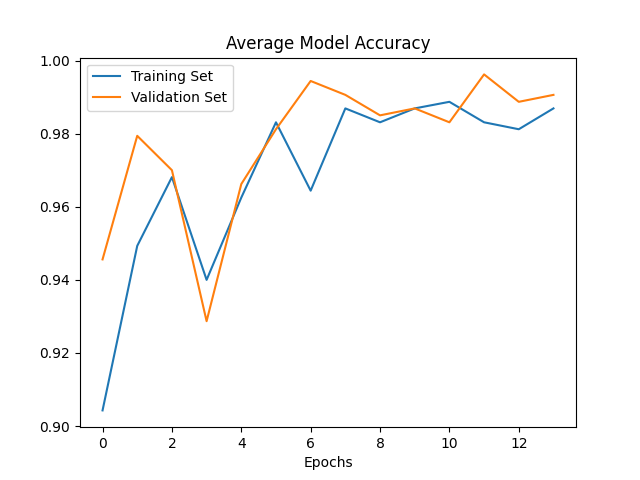 Average Model Accuracy
1.00
0.98
0.96
0.94
0.92
0.90
Training Set
Validation Set
0 2 4 6 8 10 12
Epochs